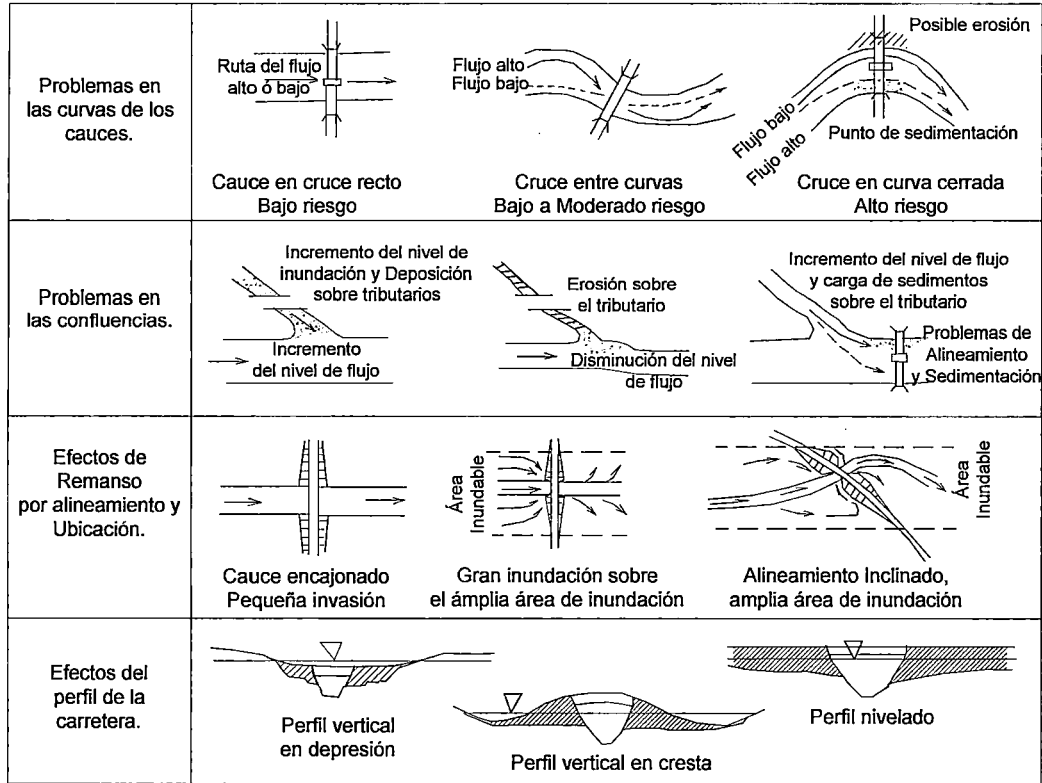 Problemas en
las curvas de los
cauces.
Ruta del flujo
alto ó bajo
Cauce en cruce recto
Bajo riesgo
Flujo alto
Flujo bajo
Cruce entre curvas
Bajo a Moderado riesgo
Posible erosión
Flujo bajo
Flujo alto
Punto de sedimentación
Cruce en curva cerrada
Alto riesgo
Problemas en
las confluencias.
Incremento del nivel de
inundación y Deposición
sobre tributarios
Incremento
del nivel de flujo
Erosión sobre
el tributario
Disminución del nivel
de flujo
Incremento del nivel de flujo
y carga de sedimentos
sobre el tributario
Problemas de
Alineamiento
y Sedimentación
Efectos de
Remanso
por alineamiento y
Ubicación.
Cauce encajonado
Pequeña invasión
Área
Inundable
Gran inundación sobre
el ámplia área de inundación
Área
Inundable
Alineamiento Inclinado,
amplia área de inundación
Efectos del
perfil de la
carretera.
Perfil vertical
en depresión
Perfil vertical en cresta
Perfil nivelado